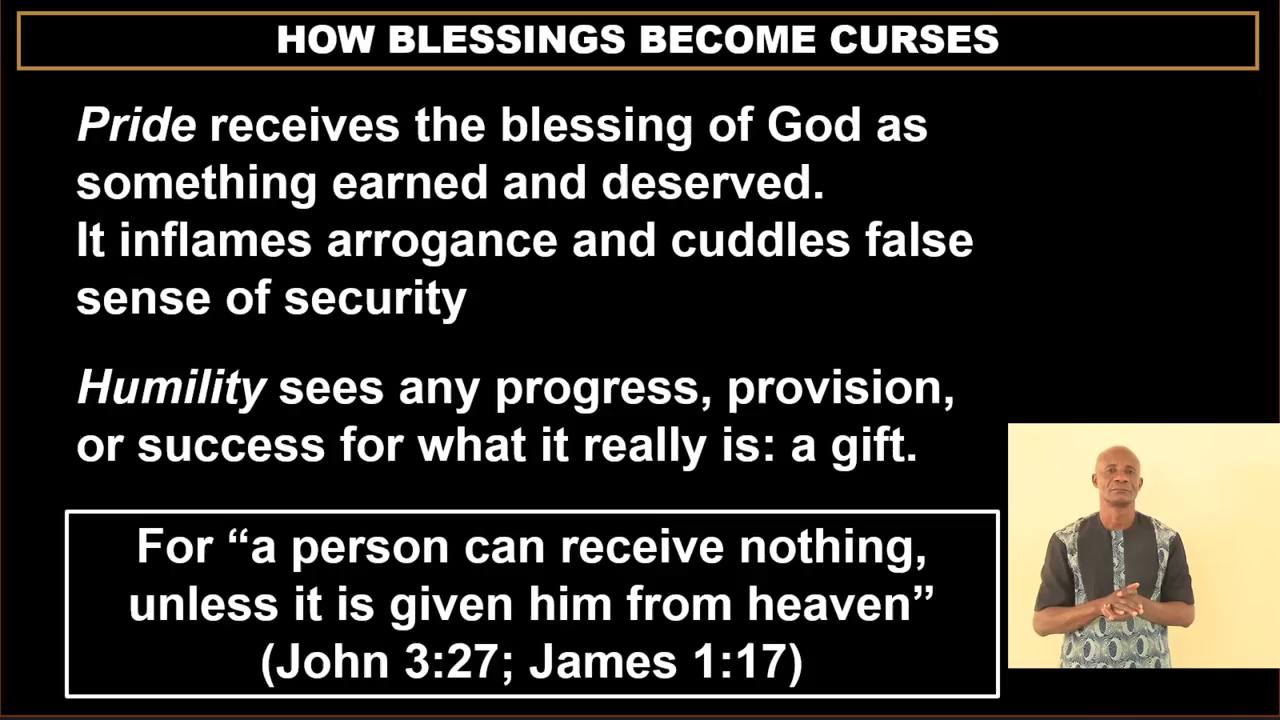 HOW BLESSINGS BECOME CURSES
Pride receives the blessing of God as
something earned and deserved.
It inflames arrogance and cuddles false
sense of security
Humility sees any progress, provision,
or success for what it really is: a gift.
For “a person can receive nothing,
unless it is given him from heaven”
(John 3:27; James 1:17)